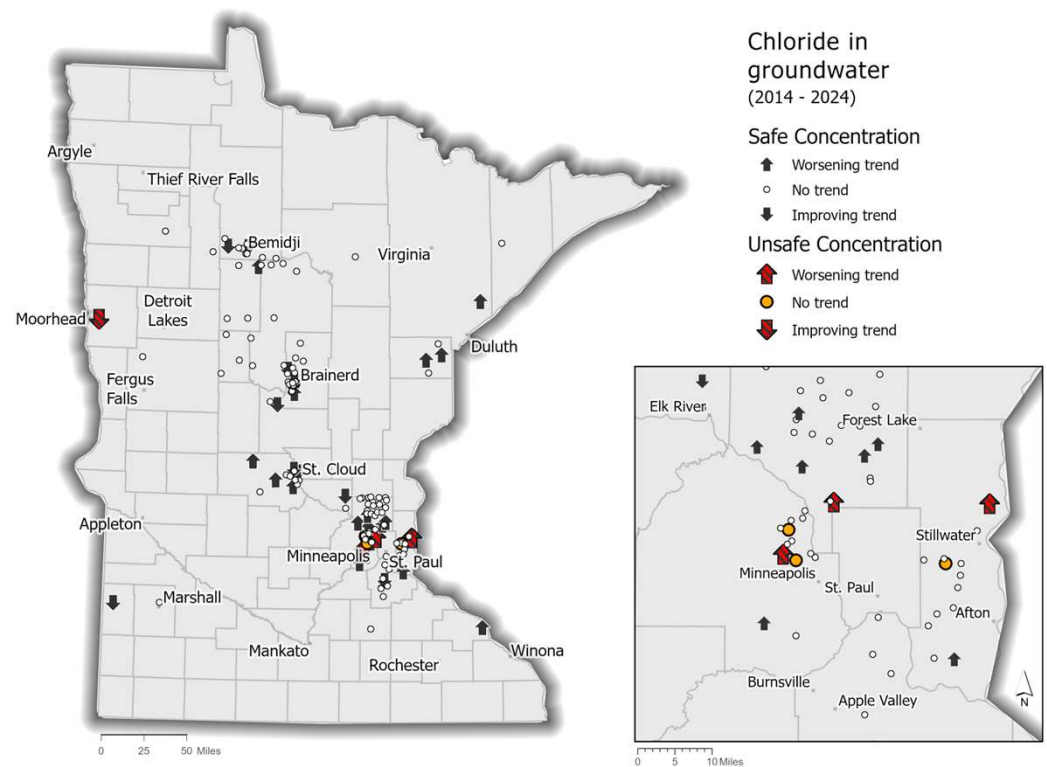 Chloride in
groundwater
(2014 - 2024)
Safe Concentration
Worsening trend
No trend
Improving trend
Unsafe Concentration
Worsening trend
No trend
Improving trend
Argyle
Thief River Falls
Bemidji
Virginia
Moorhead
Detroit
Lakes
Duluth
Fergus
Falls
Brainerd
St. Cloud
Appleton
Minneapolis
St. Paul
Marshall
Mankato
Rochester
Winona
0 25 50 Miles
Elk River
Forest Lake
Stillwater
Minneapolis
St. Paul
Afton
Burnsville
Apple Valley
N
0 5 10 Miles